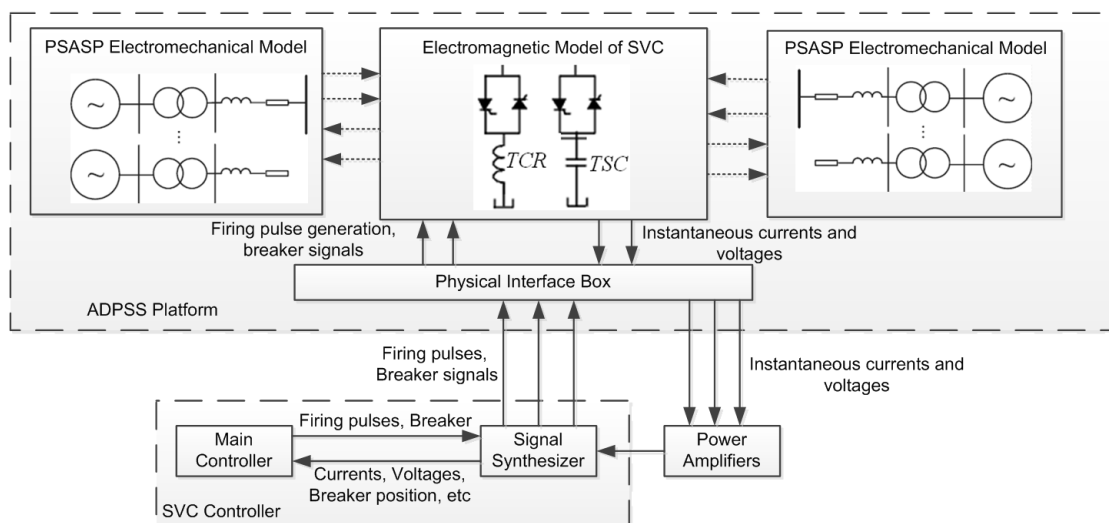 PSASP Electromechanical Model
Electromagnetic Model of SVC
PSASP Electromechanical Model
~
~
~
~
TCR
TSC
Firing pulse generation,
breaker signals
Instantaneous currents and
voltages
Physical Interface Box
ADPSS Platform
Firing pulses,
Breaker signals
Instantaneous currents and
voltages
Firing pulses, Breaker
Main
Controller
Signal
Synthesizer
Power
Amplifiers
Currents, Voltages,
Breaker position, etc
SVC Controller